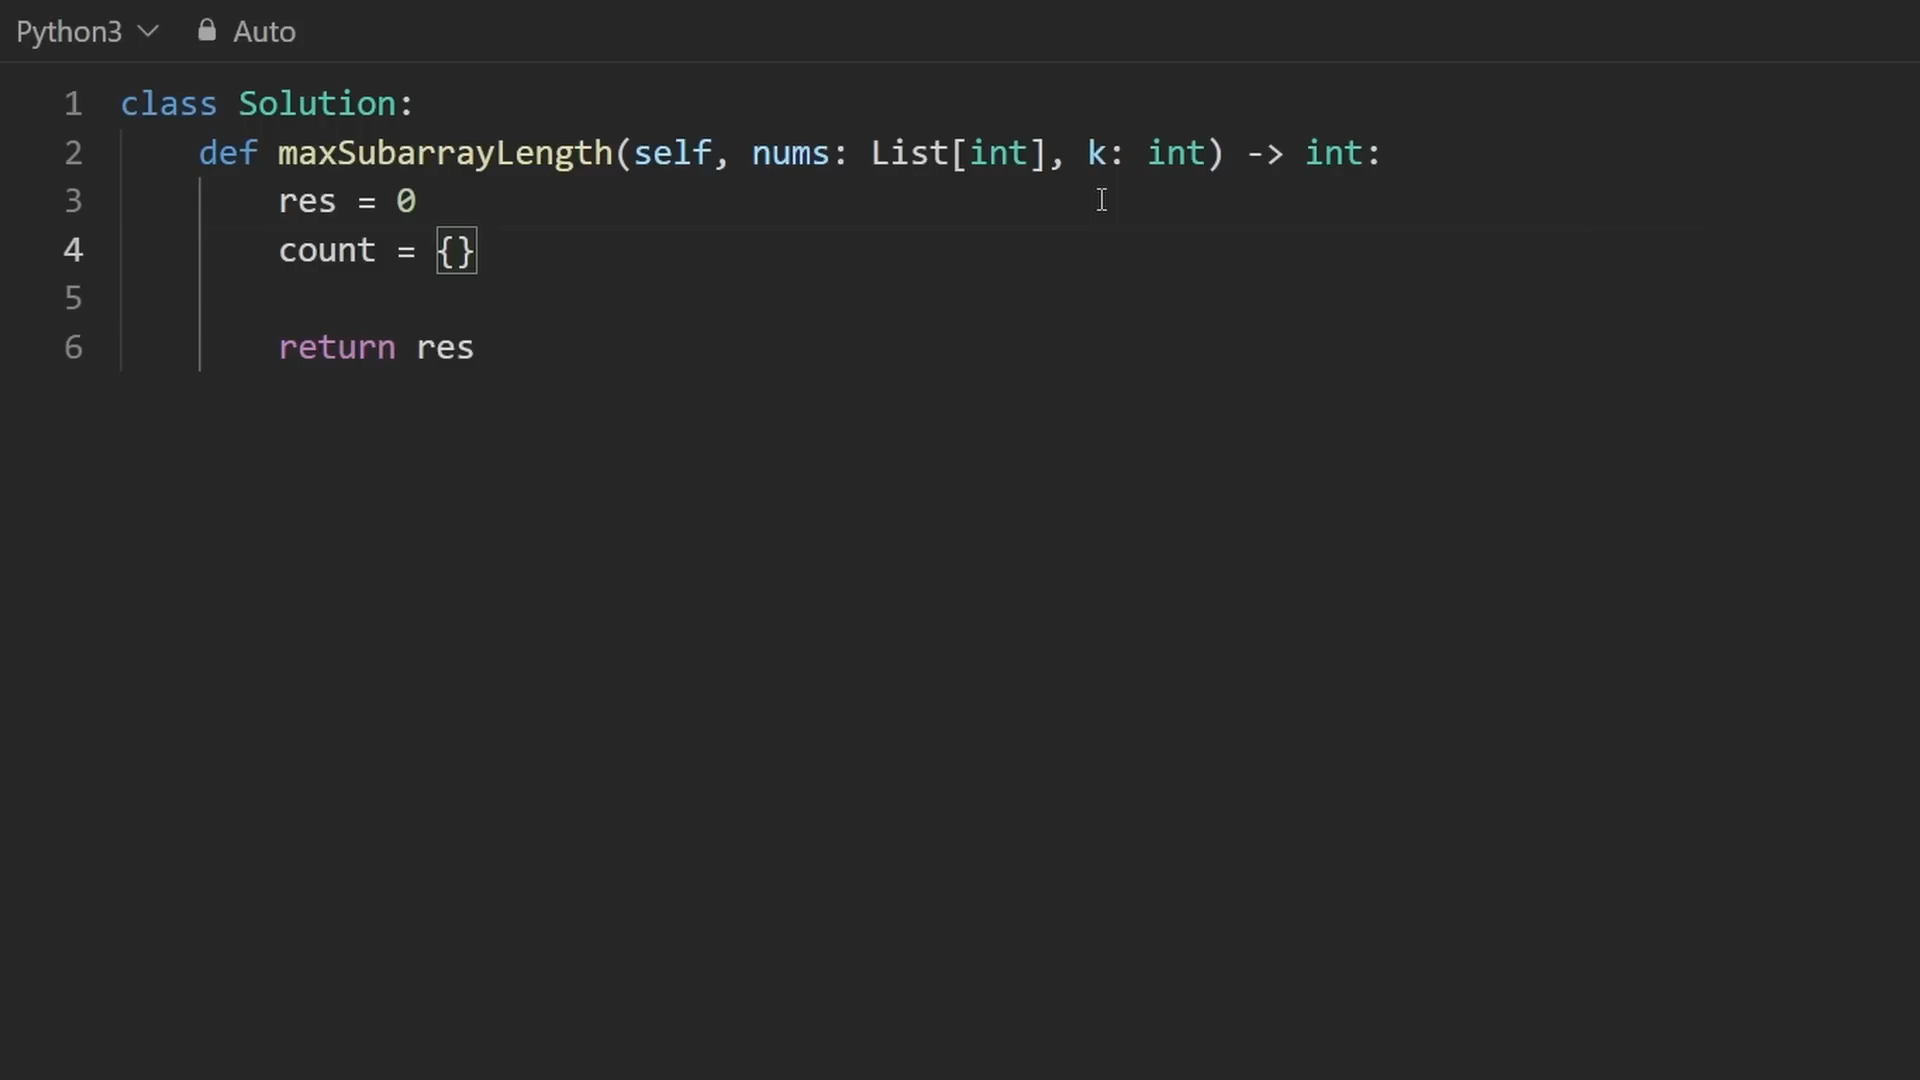 Python3 Auto
1 class Solution:
2 def maxSubarrayLength(self, nums: List[int], k: int) -> int:
3 res = 0
4 count = {}
5
6 return res